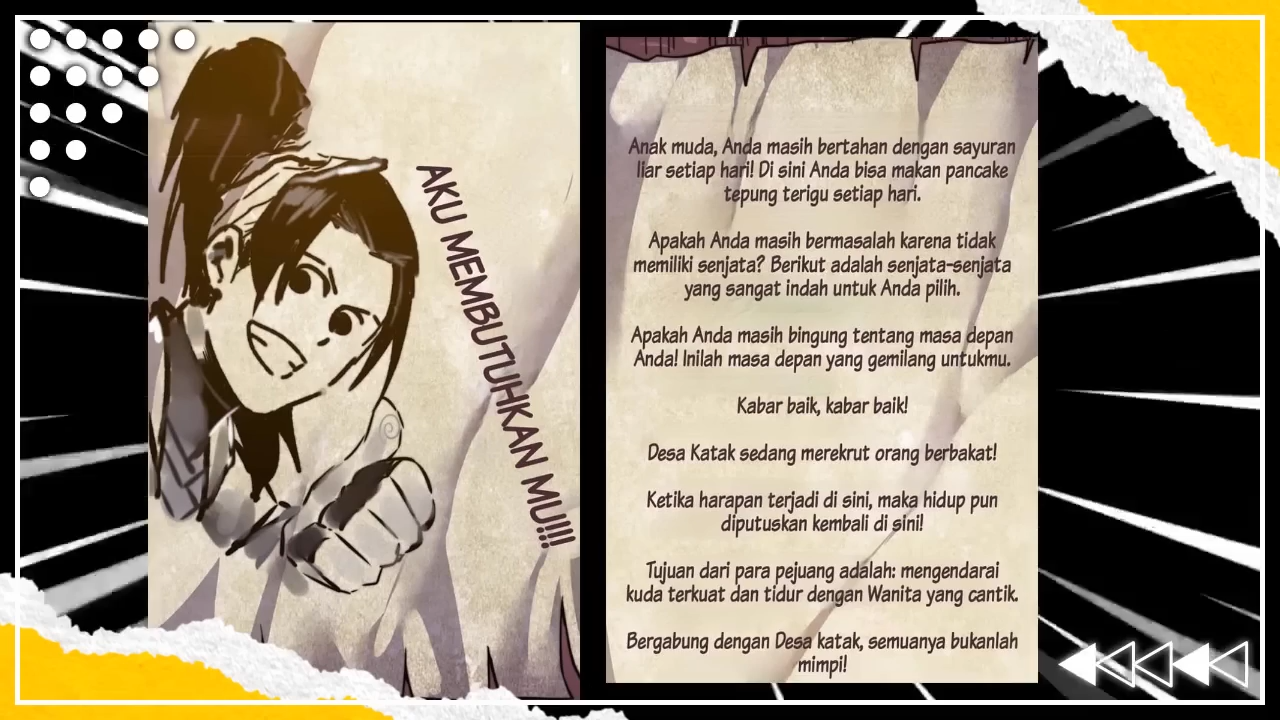 AKU MEMBUTUHKAN MU!!!!
Anak muda, Anda masih bertahan dengan sayuran
liar setiap hari! Di sini Anda bisa makan pancake
tepung terigu setiap hari.
Apakah Anda masih bermasalah karena tidak
memiliki senjata? Berikut adalah senjata-senjata
yang sangat indah untuk Anda pilih.
Apakah Anda masih bingung tentang masa depan
Anda! Inilah masa depan yang gemilang untukmu.
Kabar baik, kabar baik!
Desa Katak sedang merekrut orang berbakat!
Ketika harapan terjadi di sini, maka hidup pun
diputuskan kembali di sini!
Tujuan dari para pejuang adalah: mengendarai
kuda terkuat dan tidur dengan Wanita yang cantik.
Bergabung dengan Desa katak, semuanya bukanlah
mimpi!